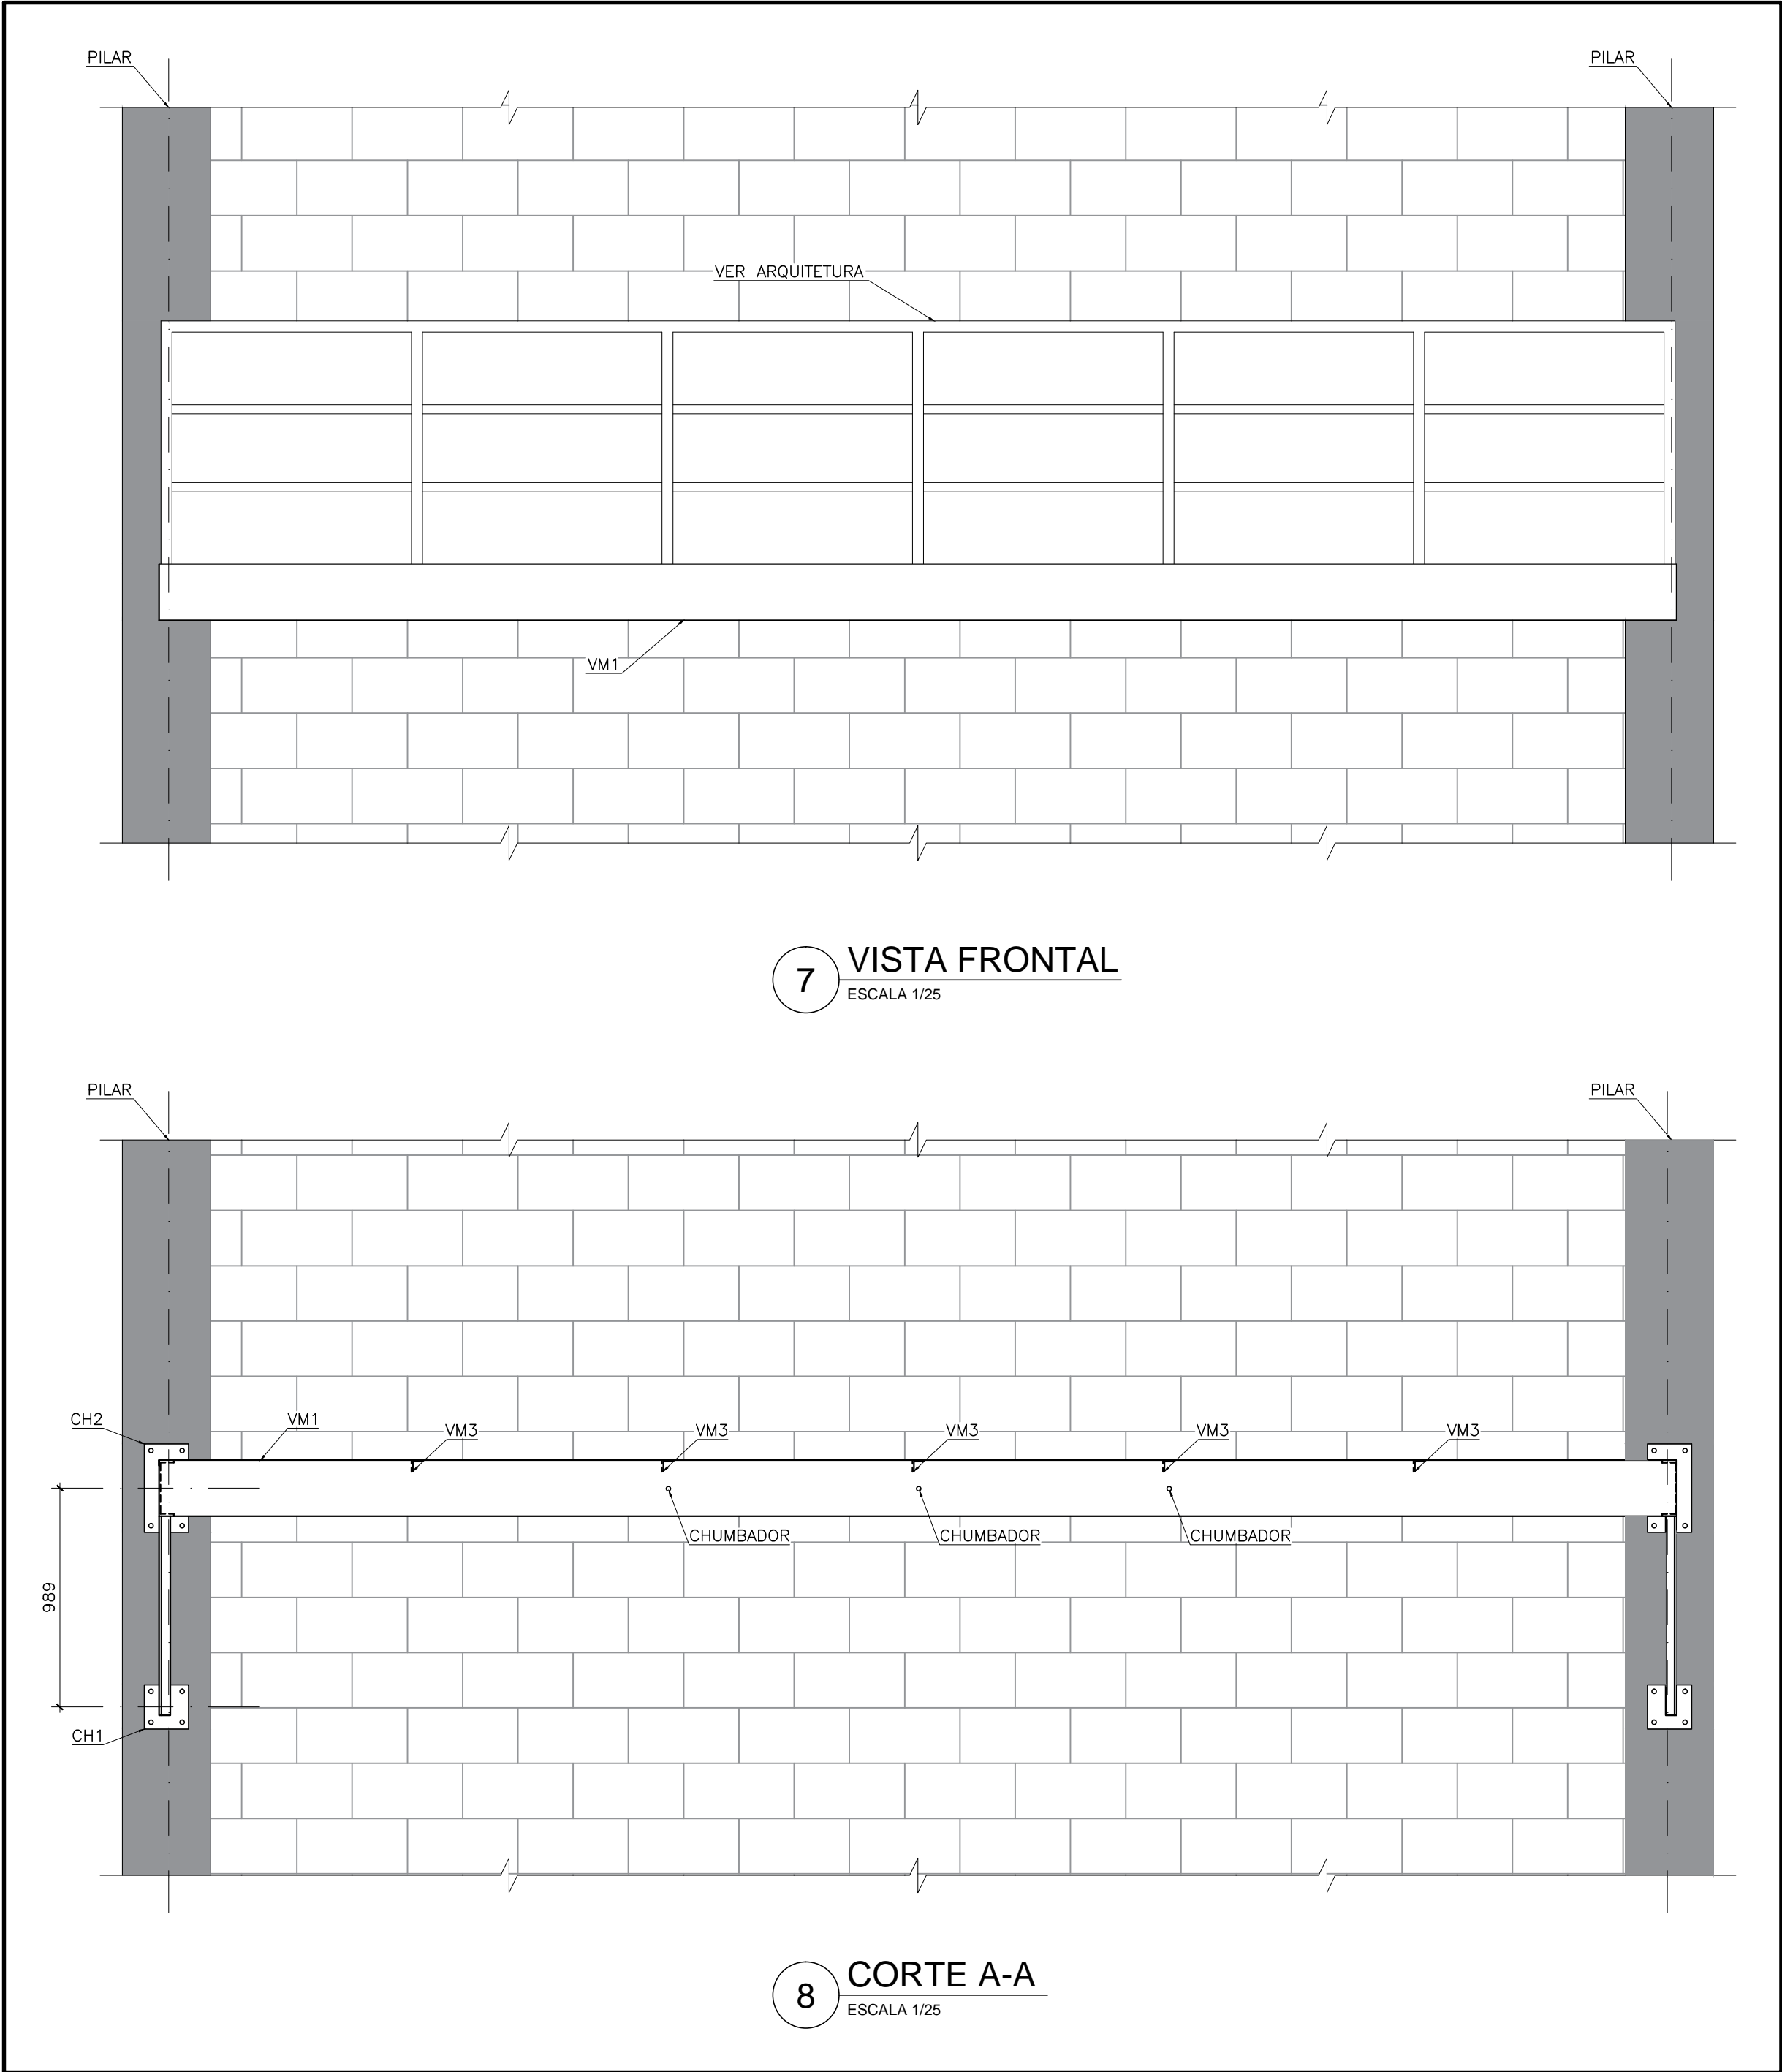 PILAR
PILAR
VER ARQUITETURA
VM1
7
VISTA FRONTAL
ESCALA 1/25
PILAR
PILAR
CH2
VM1
VM3
VM3
VM3
VM3
VM3
CHUMBADOR
CHUMBADOR
CHUMBADOR
989
CH1
8
CORTE A-A
ESCALA 1/25